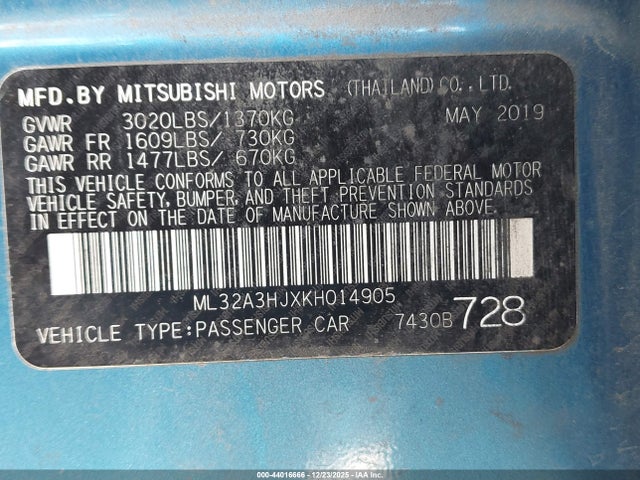 MFD.BY MITSUBISHI MOTORS (THAILAND) CO., LTD.
GVWR 3020LBS/1370KG MAY 2019
GAWR FR 1609LBS/ 730KG
GAWR RR 1477LBS/ 670KG
THIS VEHICLE CONFORMS TO ALL APPLICABLE FEDERAL MOTOR
VEHICLE SAFETY, BUMPER, AND THEFT PREVENTION STANDARDS
IN EFFECT ON THE DATE OF MANUFACTURE SHOWN ABOVE.
ML32A3HJXKH014905
VEHICLE TYPE:PASSENGER CAR 7430B 728
000-44016666 - 12/23/2025 - IAAI.COM